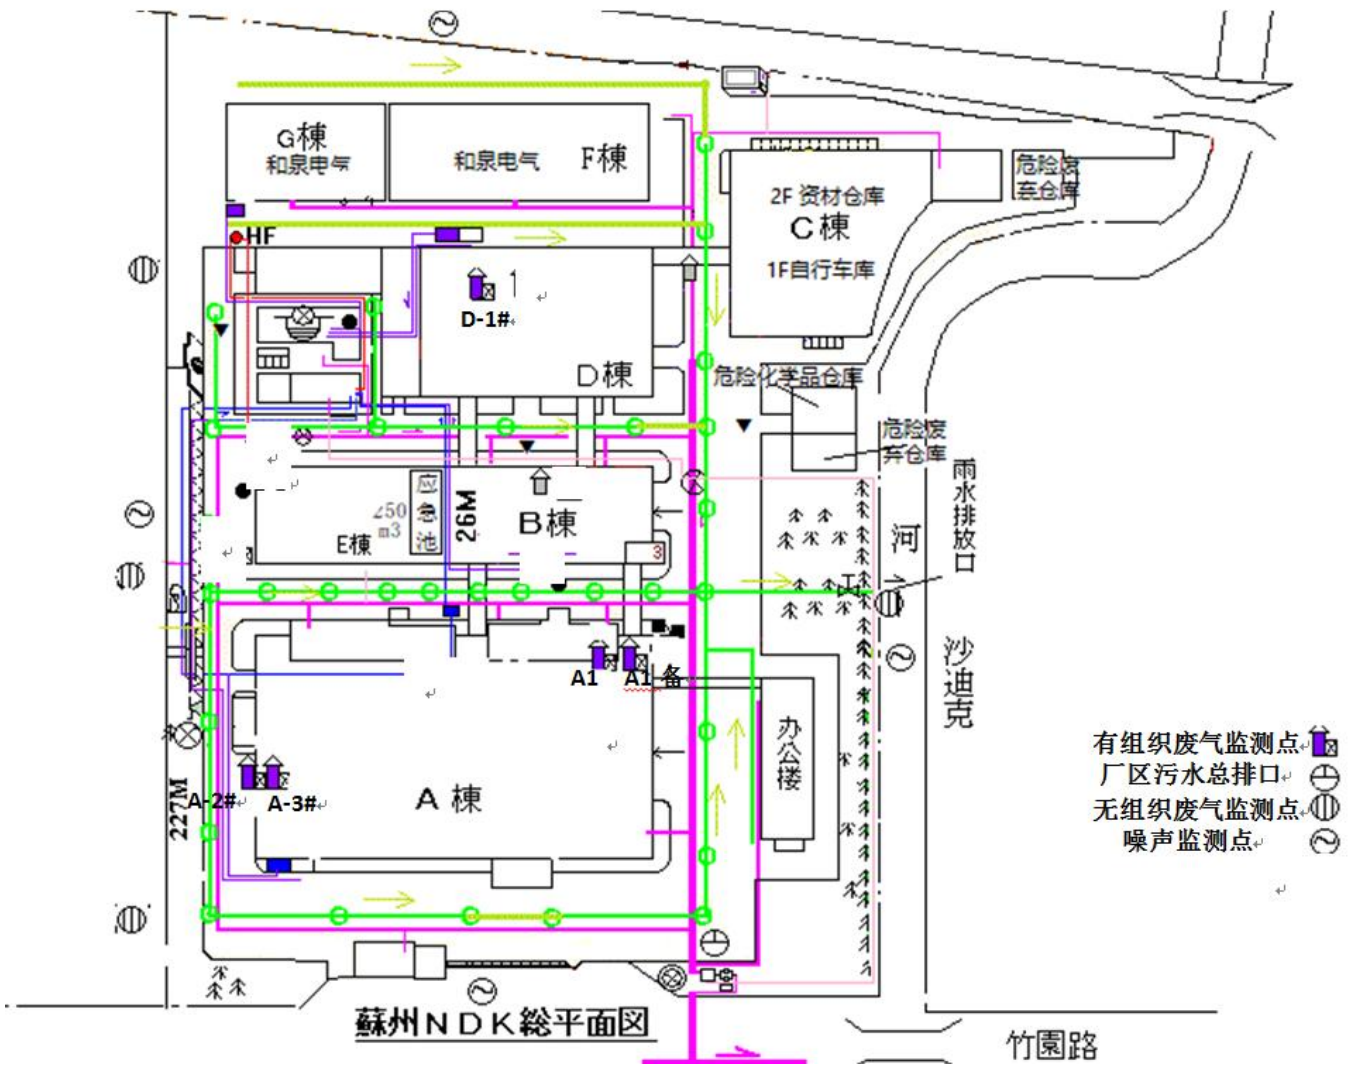 G棟
和泉电气
和泉电气
F棟
危险废
弃仓库
2F 资材仓库
C棟
1F自行车库
HF
1
D-1#
D棟
危险化学品仓库
危险废
弃仓库
雨水排放口
250
m3
应急池
26M
B棟
E棟
3
河
沙迪克
A1
A1 备
办公楼
A-2#
A-3#
A 棟
227M
有组织废气监测点
厂区污水总排口
无组织废气监测点
噪声监测点
蘇州NDK総平面図
竹園路